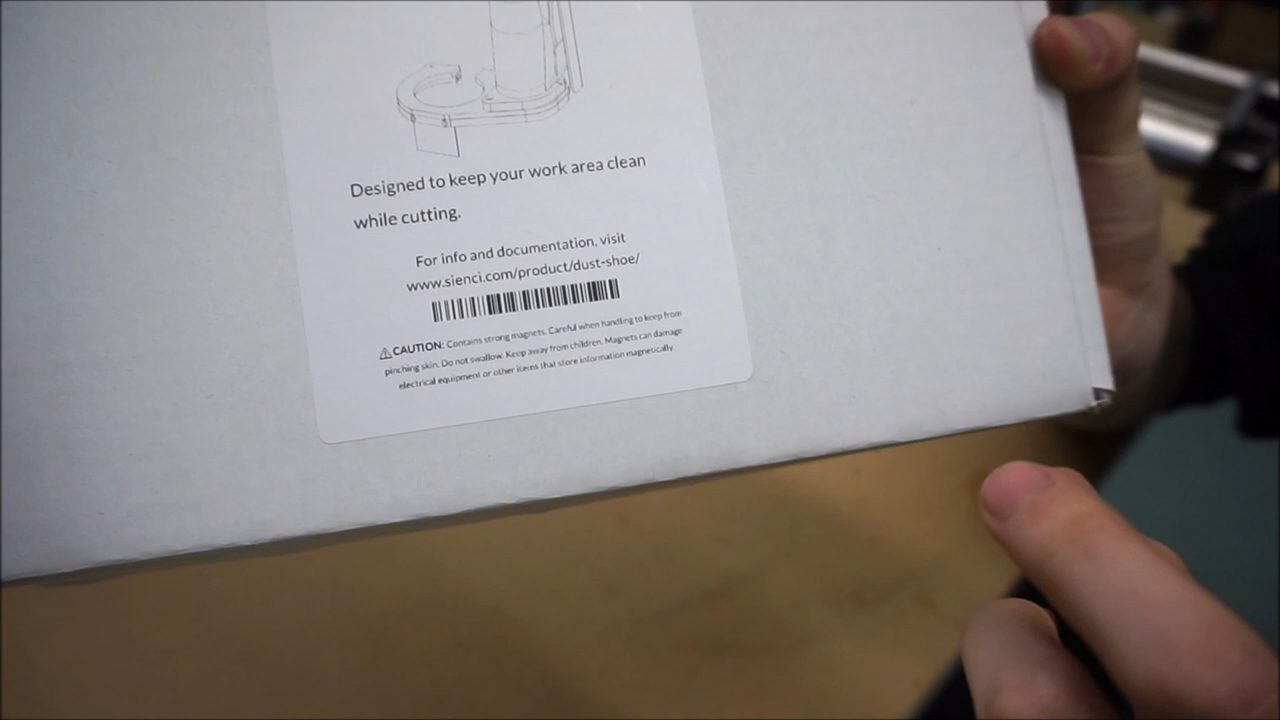 Designed to keep your work area clean
while cutting.
For info and documentation, visit
www.sienci.com/product/dust-shoe/
⚠CAUTION: Contains strong magnets. Careful when handling to keep from
pinching skin. Do not swallow. Keep away from children. Magnets can damage
electrical equipment or other items that store information magnetically.